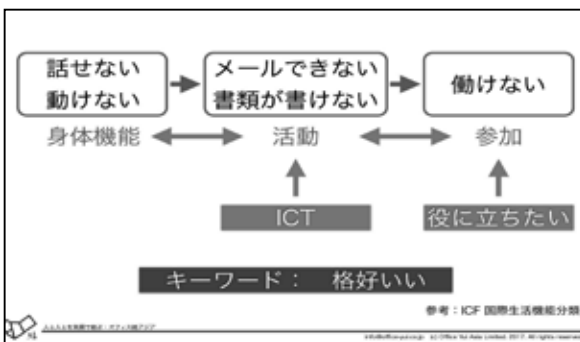 話せない
動けない
メールできない
書類が書けない
働けない
身体機能
活動
参加
ICT
役に立ちたい
キーワード： 格好いい
参考：ICF 国際生活機能分類